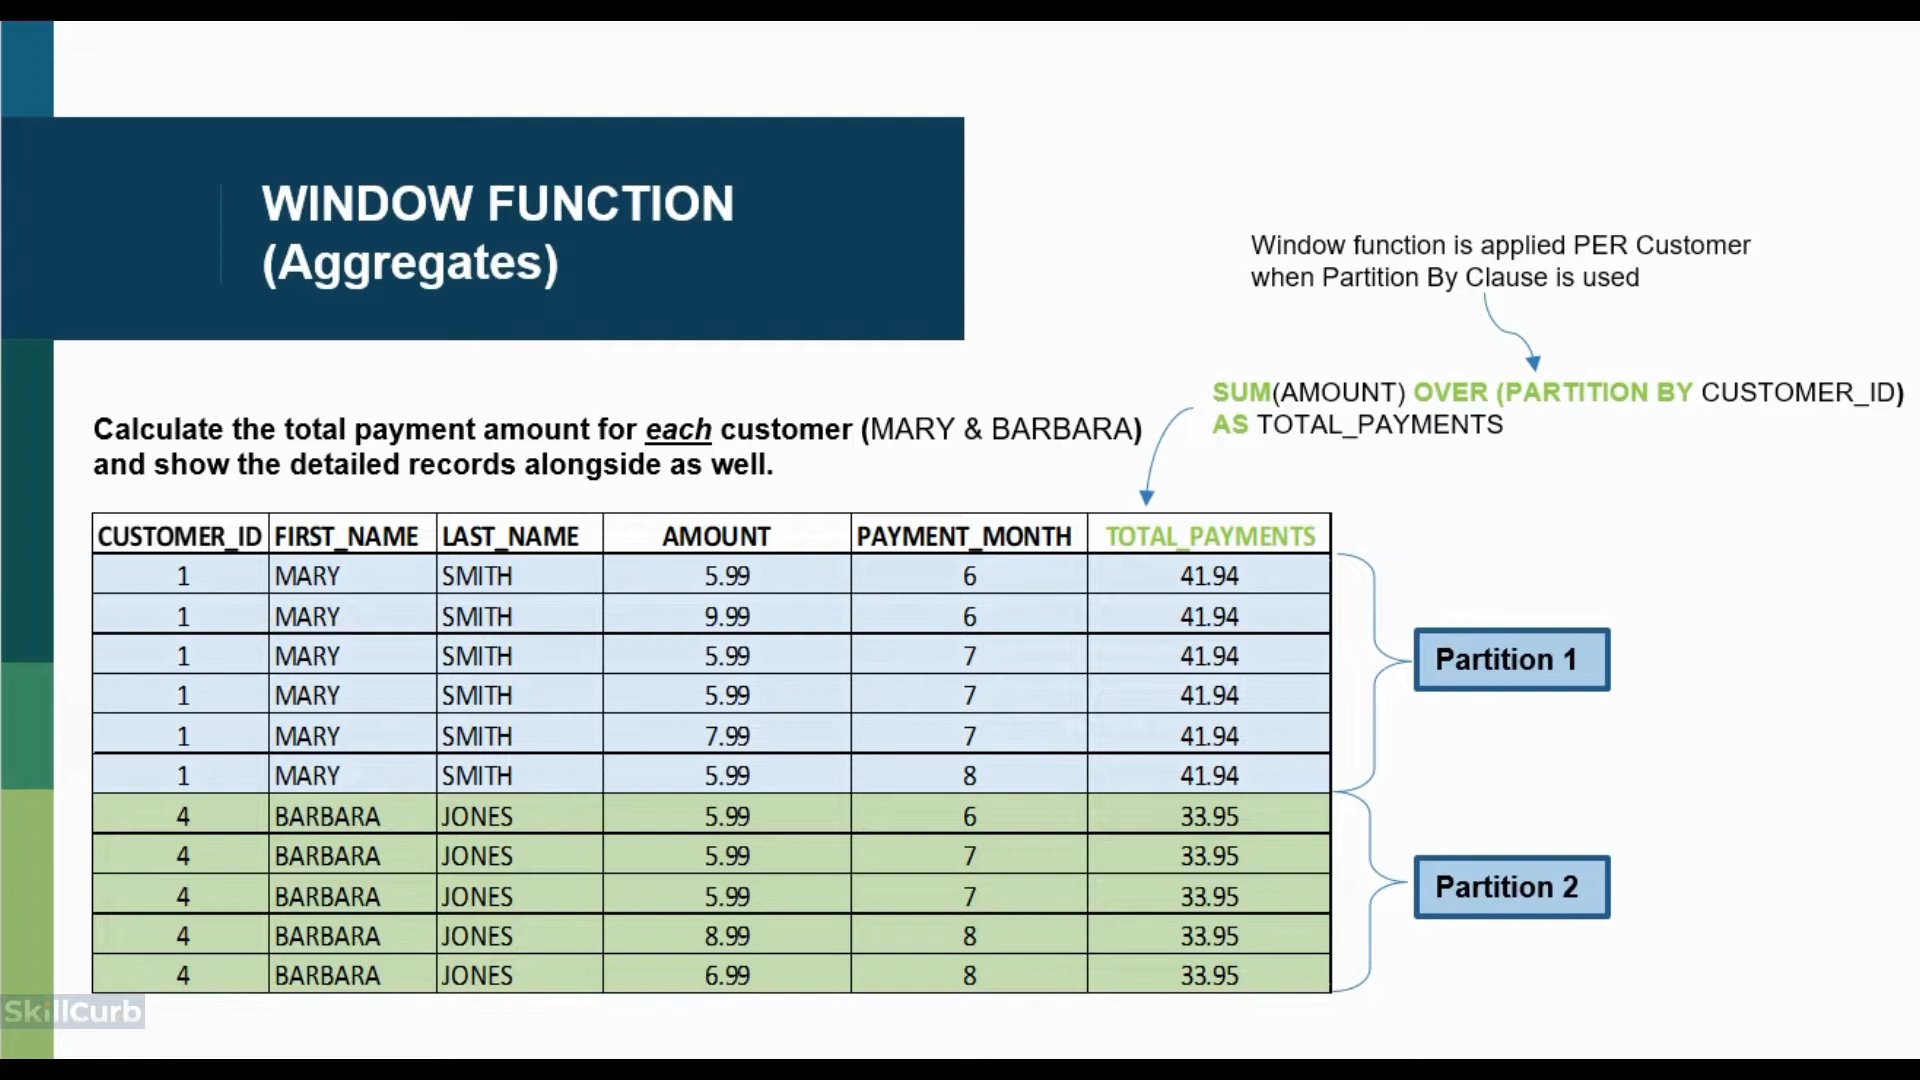 WINDOW FUNCTION
(Aggregates)
Window function is applied PER Customer
when Partition By Clause is used
SUM(AMOUNT) OVER (PARTITION BY CUSTOMER_ID)
AS TOTAL_PAYMENTS
Calculate the total payment amount for each customer (MARY & BARBARA)
and show the detailed records alongside as well.
CUSTOMER_ID FIRST_NAME LAST_NAME AMOUNT PAYMENT_MONTH TOTAL_PAYMENTS
1 MARY SMITH 5.99 6 41.94
1 MARY SMITH 9.99 6 41.94
1 MARY SMITH 5.99 7 41.94
1 MARY SMITH 5.99 7 41.94
1 MARY SMITH 7.99 7 41.94
1 MARY SMITH 5.99 8 41.94
4 BARBARA JONES 5.99 6 33.95
4 BARBARA JONES 5.99 7 33.95
4 BARBARA JONES 5.99 7 33.95
4 BARBARA JONES 8.99 8 33.95
4 BARBARA JONES 6.99 8 33.95
Partition 1
Partition 2
SkillCurb